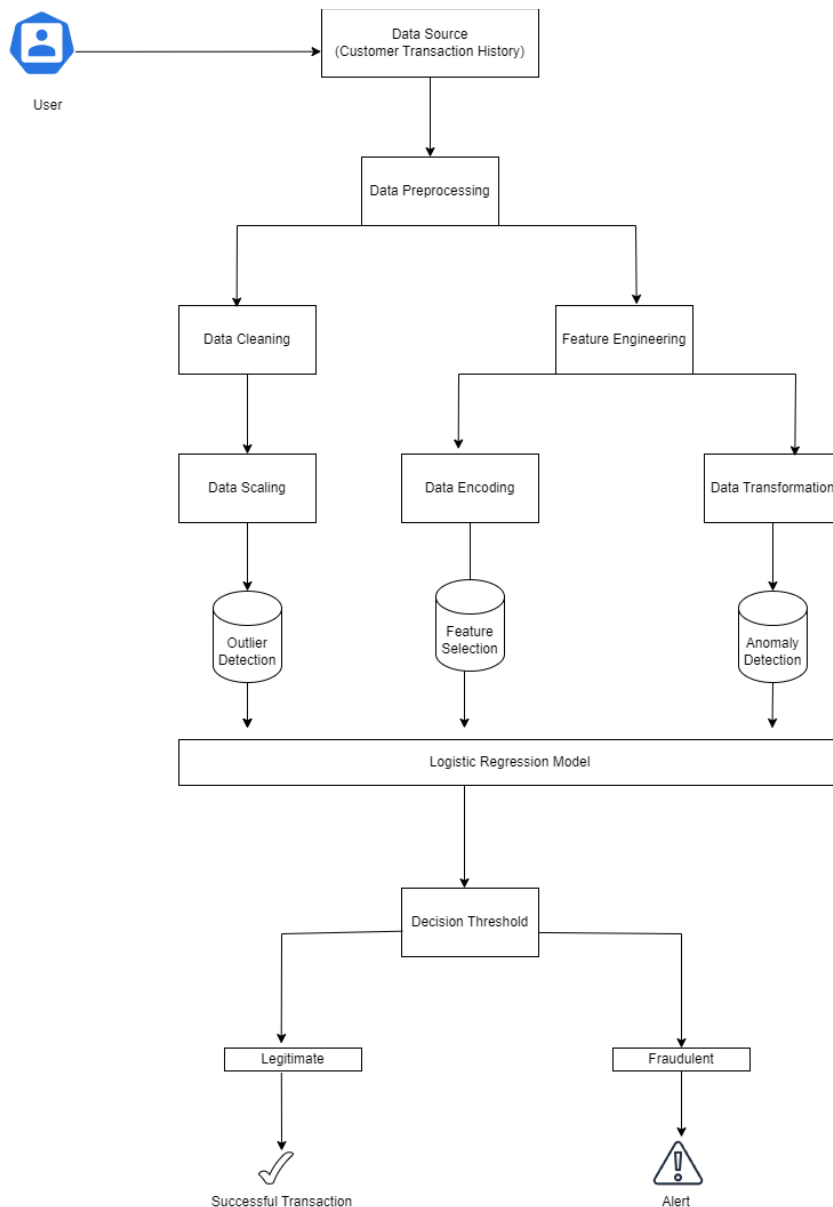 Data Source
(Customer Transaction History)
User
Data Preprocessing
Data Cleaning
Feature Engineering
Data Scaling
Data Encoding
Data Transformation
Outlier
Detection
Feature
Selection
Anomaly
Detection
Logistic Regression Model
Decision Threshold
Legitimate
Fraudulent
Successful Transaction
Alert